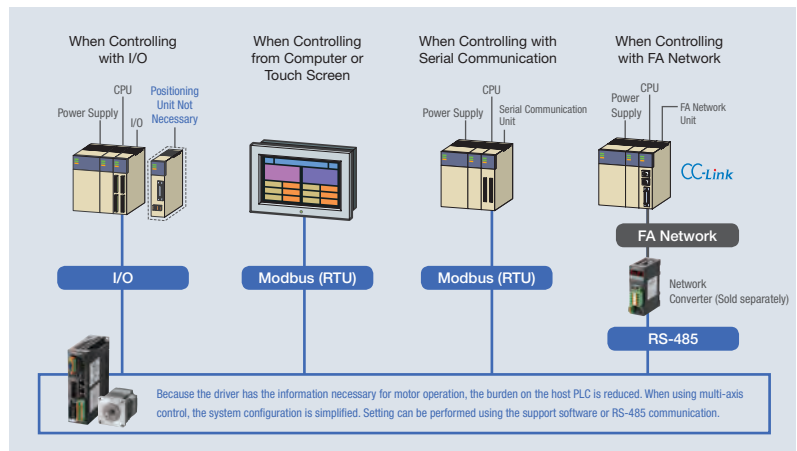 When Controlling
with I/O
When Controlling
from Computer or
Touch Screen
When Controlling with
Serial Communication
When Controlling
with FA Network
Power Supply
CPU
I/O
Positioning
Unit Not
Necessary
Power Supply
CPU
Serial Communication
Unit
Power
Supply
CPU
FA Network
Unit
CC-Link
FA Network
I/O
Modbus (RTU)
Modbus (RTU)
Network
Converter (Sold separately)
RS-485
Because the driver has the information necessary for motor operation, the burden on the host PLC is reduced. When using multi-axis
control, the system configuration is simplified. Setting can be performed using the support software or RS-485 communication.